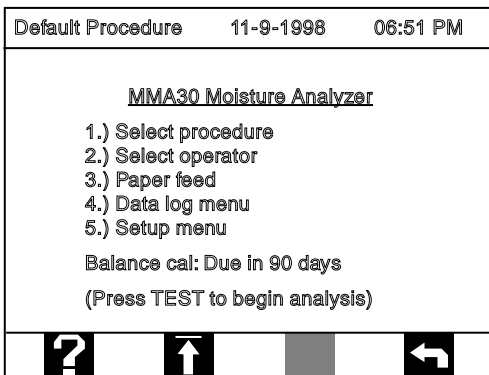 Default Procedure 11-9-1998 06:51 PM
MMA30 Moisture Analyzer
1.) Select procedure
2.) Select operator
3.) Paper feed
4.) Data log menu
5.) Setup menu
Balance cal: Due in 90 days
(Press TEST to begin analysis)
?